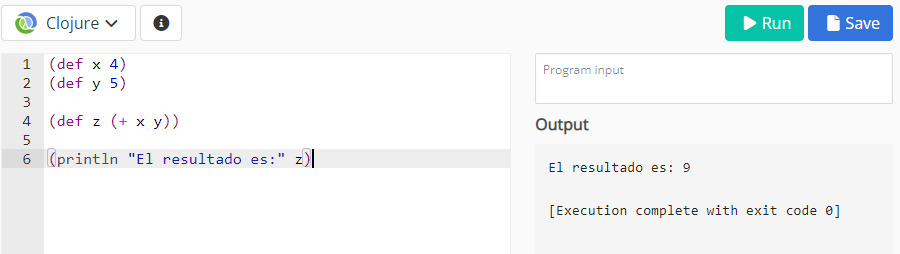 Clojure
Run
Save
1 (def x 4)
2 (def y 5)
3
4 (def z (+ x y))
5
6 (println "El resultado es:" z)
Program input
Output
El resultado es: 9
[Execution complete with exit code 0]